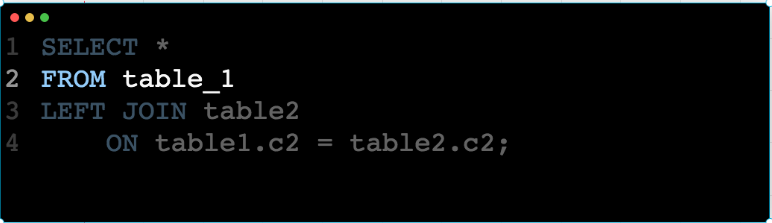 1 SELECT *
2 FROM table_1
3 LEFT JOIN table2
4     ON table1.c2 = table2.c2;